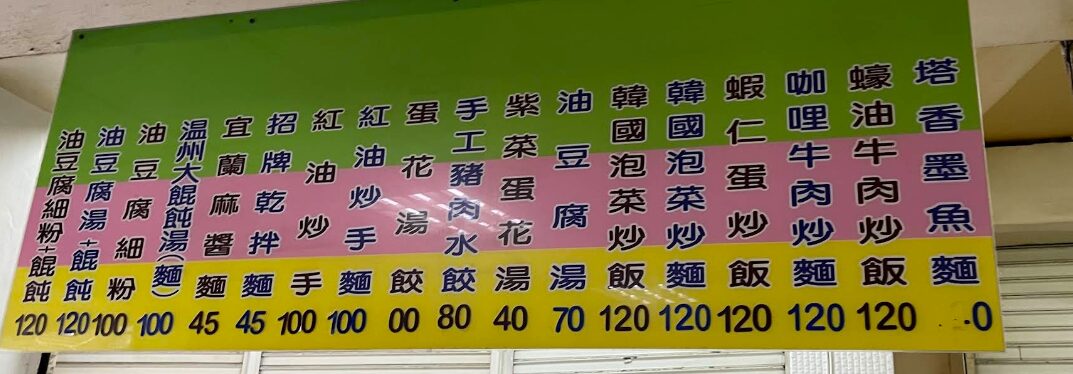 塔香墨魚麵
蠔油牛肉炒飯 120
咖哩牛肉炒麵 120
蝦仁蛋炒飯 120
韓國泡菜炒麵 120
韓國泡菜炒飯 120
油豆腐湯 70
紫菜蛋花湯 40
手工豬肉水餃 80
蛋花湯餃 00
紅油炒手麵 100
紅油炒手 100
招牌乾拌麵 45
宜蘭麻醬麵 45
温州大餛飩湯(麵) 100
油豆腐細粉 100
油豆腐湯+餛飩 120
油豆腐細粉+餛飩 120